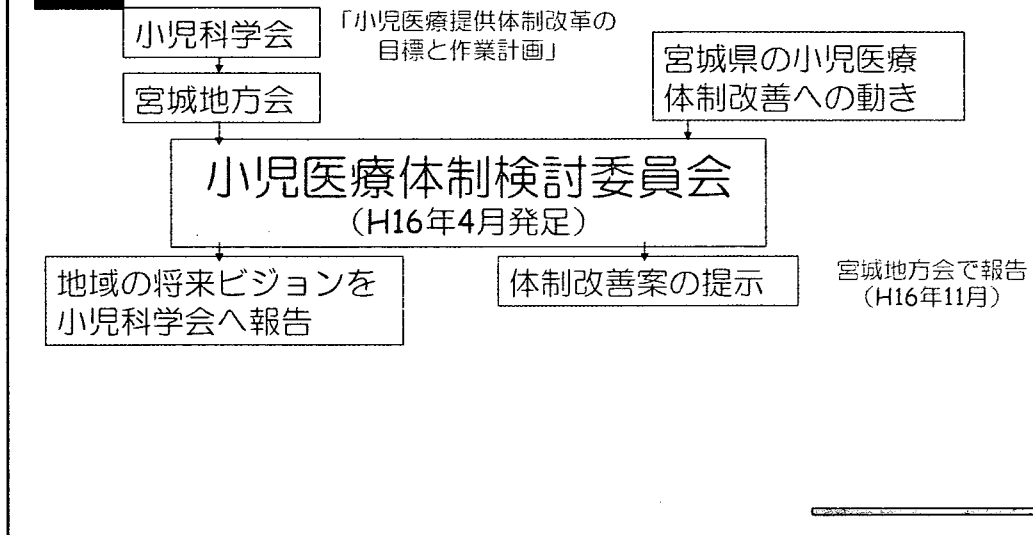 小児科学会
「小児医療提供体制改革の
目標と作業計画」
宮城地方会
宮城県の小児医療
体制改善への動き
小児医療体制検討委員会
（H16年4月発足）
地域の将来ビジョンを
小児科学会へ報告
体制改善案の提示
宮城地方会で報告
（H16年11月）